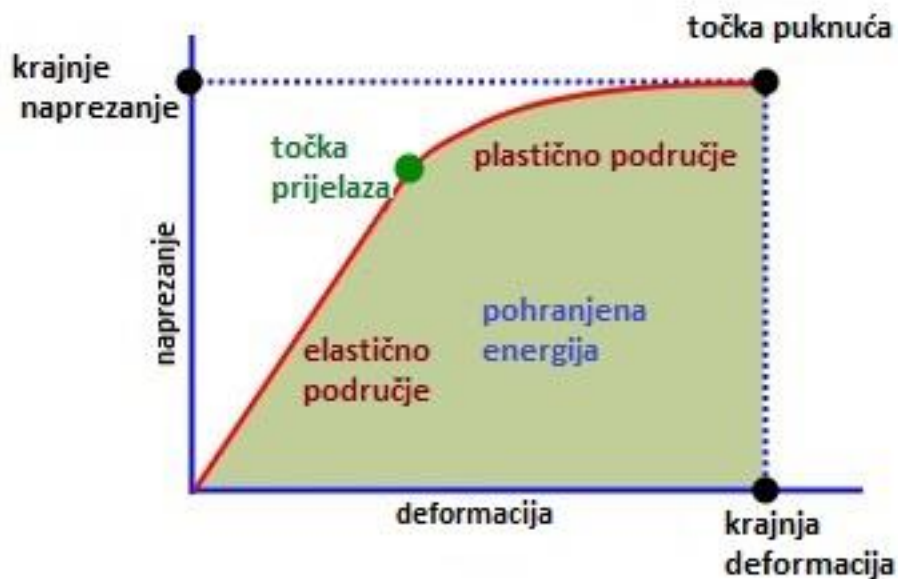 točka puknuća
krajnje
naprezanje
točka
prijelaza
plastično područje
naprezanje
pohranjena
energija
elastično
područje
deformacija
krajnja
deformacija